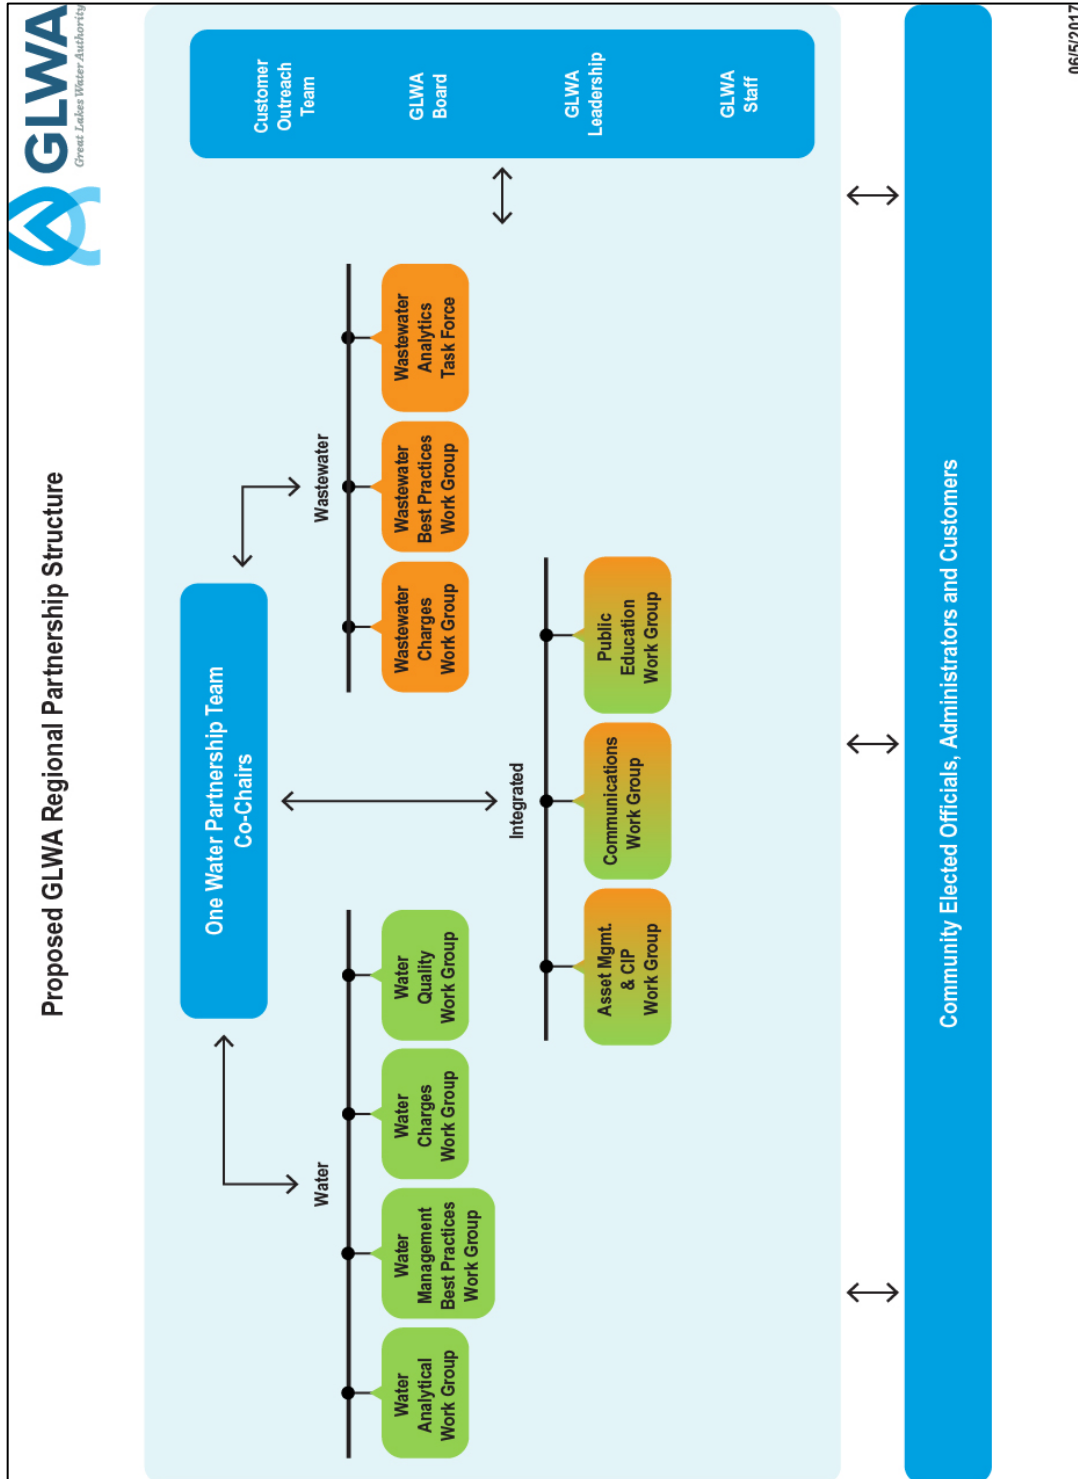 GLWA
Great Lakes Water Authority
Proposed GLWA Regional Partnership Structure
One Water Partnership Team
Co-Chairs
Customer
Outreach
Team
GLWA
Board
GLWA
Leadership
GLWA
Staff
Water
Water
Analytical
Work Group
Water
Management
Best Practices
Work Group
Water
Charges
Work Group
Water
Quality
Work Group
Wastewater
Wastewater
Charges
Work Group
Wastewater
Best Practices
Work Group
Wastewater
Analytics
Task Force
Integrated
Asset Mgmt.
& CIP
Work Group
Communications
Work Group
Public
Education
Work Group
Community Elected Officials, Administrators and Customers
06/5/2017